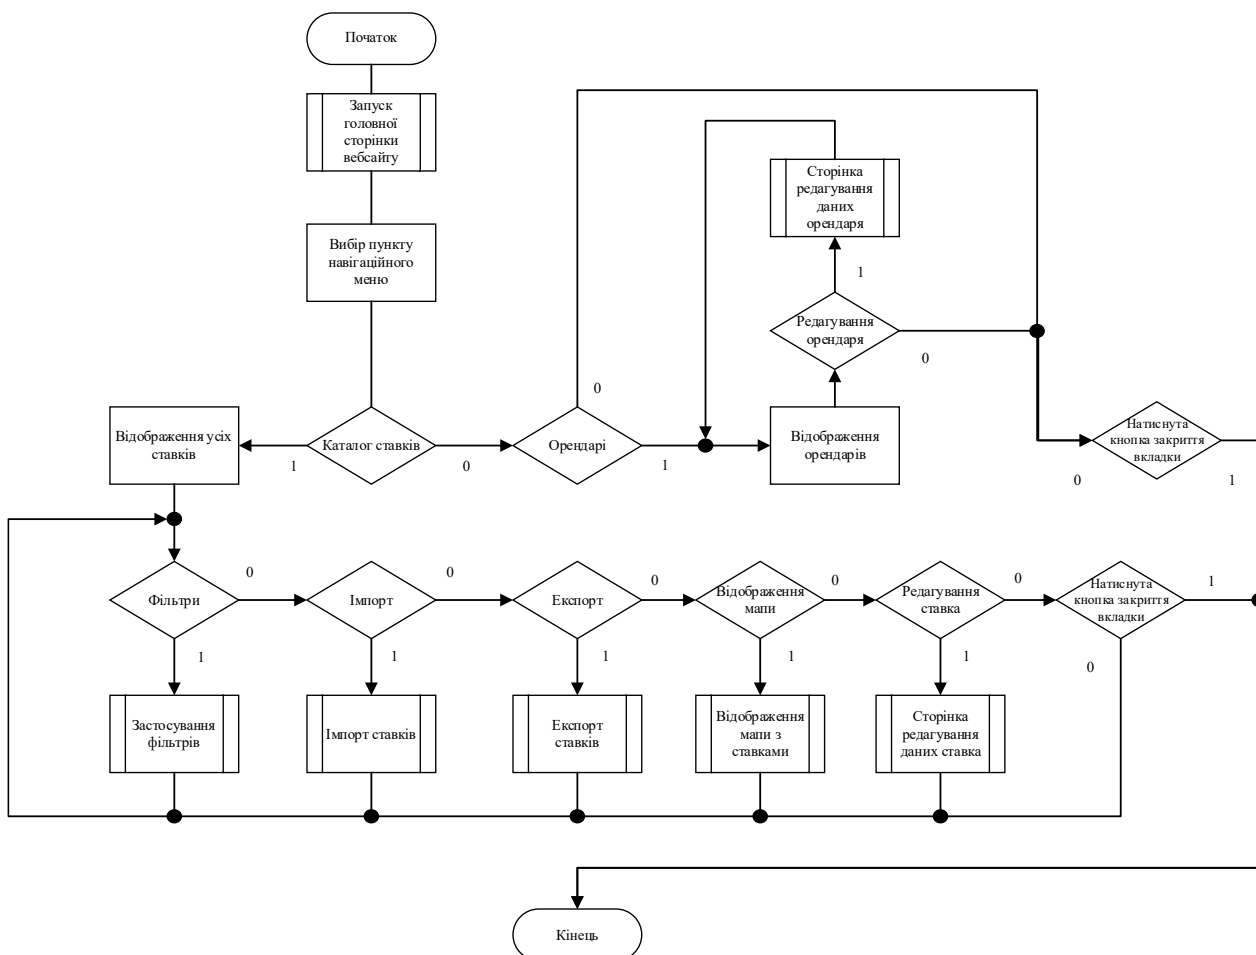 Початок
Запуск
головної
сторінки
вебсайту
Сторінка
редагування
даних
орендаря
Вибір пункту
навігаційного
меню
1
Редагування
орендаря
0
0
Відображення усіх
ставків
Каталог ставків
Орендарі
Відображення
орендарів
Натиснута
кнопка закриття
вкладки
1
0
1
0
1
0
0
0
0
0
1
Фільтри
Імпорт
Експорт
Відображення
мапи
Редагування
ставка
Натиснута
кнопка закриття
вкладки
1
1
1
1
1
0
Застосування
фільтрів
Імпорт ставків
Експорт
ставків
Відображення
мапи з
ставками
Сторінка
редагування
даних ставка
Кінець